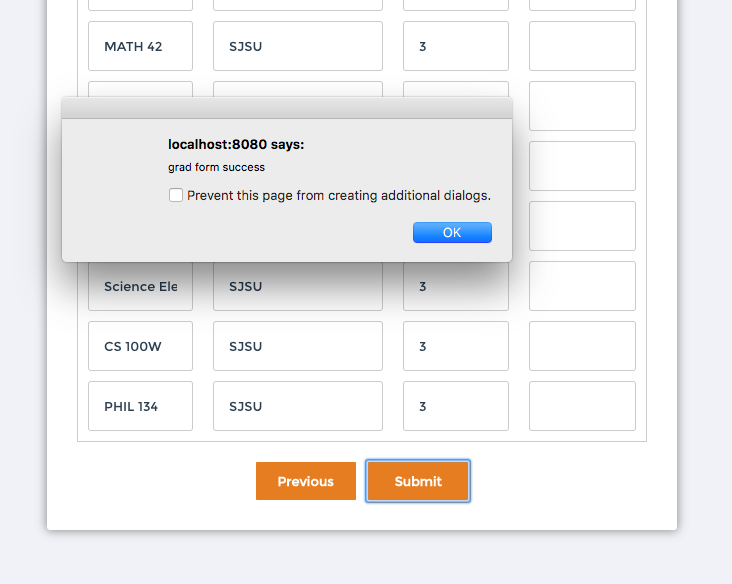 MATH 42 SJSU 3
localhost:8080 says:
grad form success
Prevent this page from creating additional dialogs.
OK
Science Ele SJSU 3
CS 100W SJSU 3
PHIL 134 SJSU 3
Previous Submit